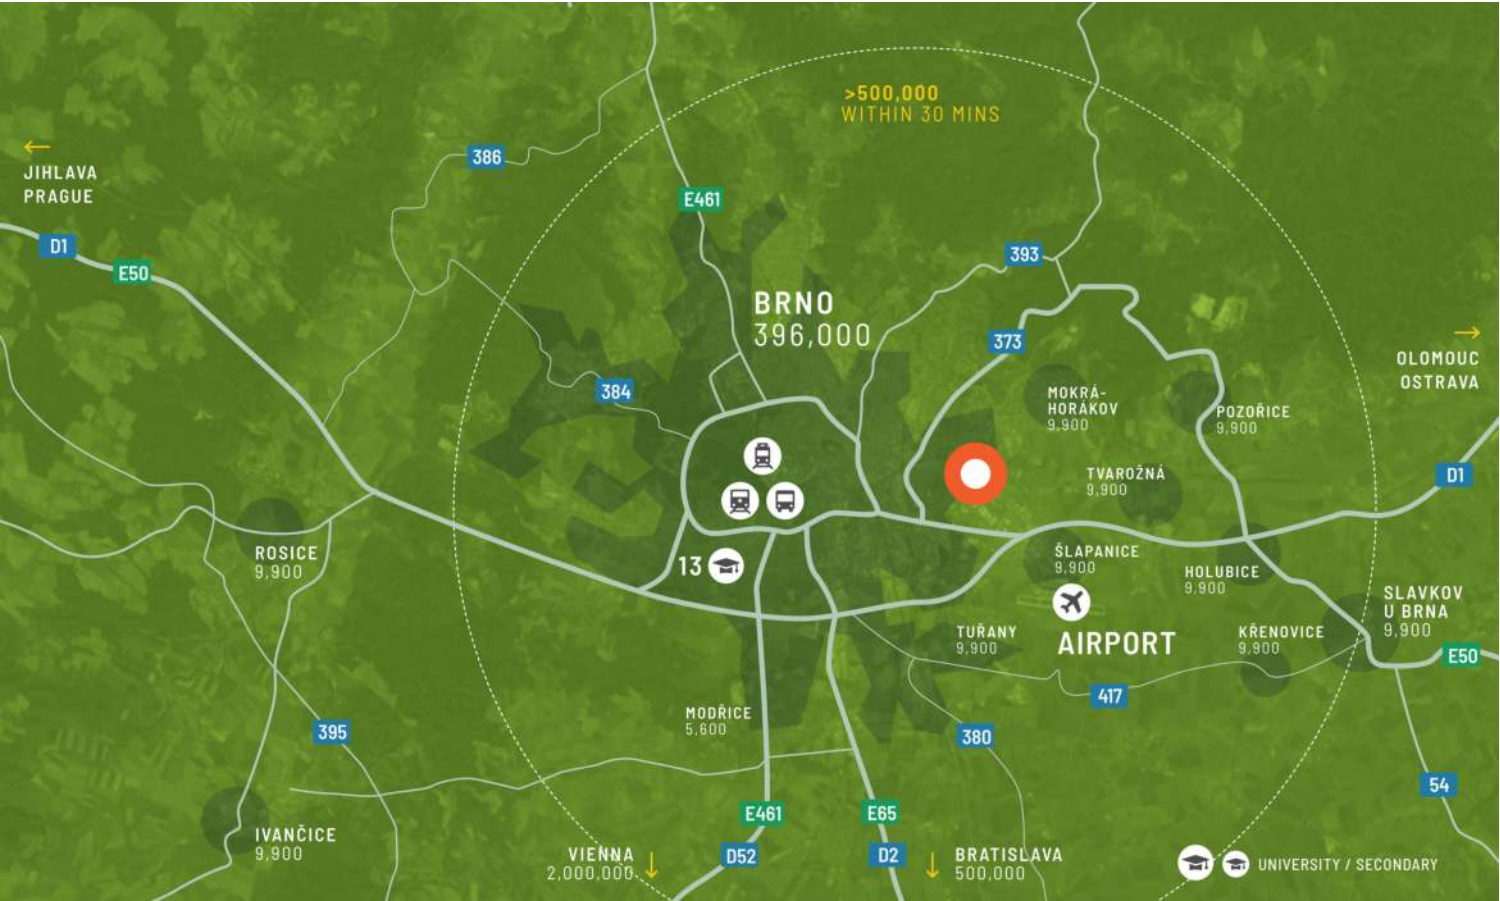 >500,000
WITHIN 30 MINS
JIHLAVA
PRAGUE
386
E461
D1
E50
393
BRNO
396,000
373
OLOMOUC
OSTRAVA
384
MOKRÁ-
HORÁKOV
9,900
POZOŘICE
9,900
TVAROŽNÁ
9,900
D1
ROSICE
9,900
13
ŠLAPANICE
9,900
HOLUBICE
9,900
SLAVKOV
U BRNA
9.900
TUŘANY
9,900
AIRPORT
KŘENOVICE
9,900
E50
417
MODŘICE
5,600
395
380
54
E461
E65
IVANČICE
9,900
VIENNA
2,000,000
D52
D2
BRATISLAVA
500,000
UNIVERSITY / SECONDARY